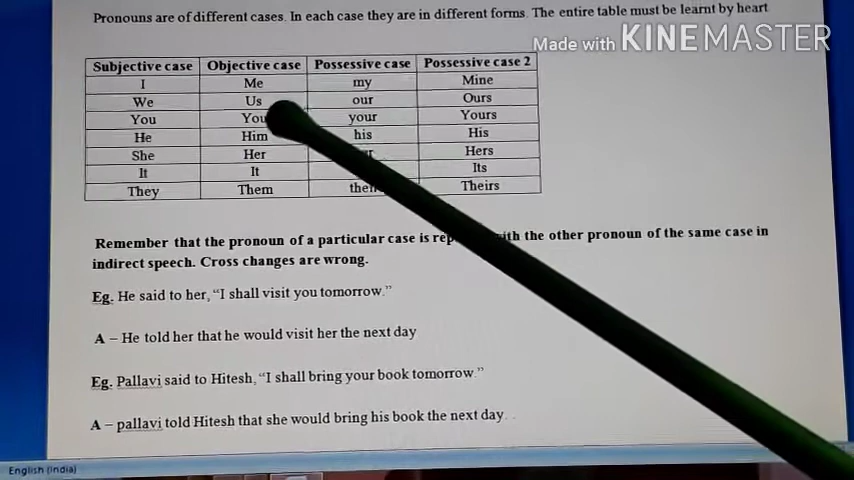 Pronouns are of different cases. In each case they are in different forms. The entire table must be learnt by heart
Made with KINEMASTER
Subjective case Objective case Possessive case Possessive case 2
I Me my Mine
We Us our Ours
You You your Yours
He Him his His
She Her Hers
It It Its
They Them Theirs
Remember that the pronoun of a particular case is with the other pronoun of the same case in
indirect speech. Cross changes are wrong.
Eg. He said to her, “I shall visit you tomorrow.”
A – He told her that he would visit her the next day
Eg. Pallavi said to Hitesh, “I shall bring your book tomorrow.”
A – pallavi told Hitesh that she would bring his book the next day.
English (India)